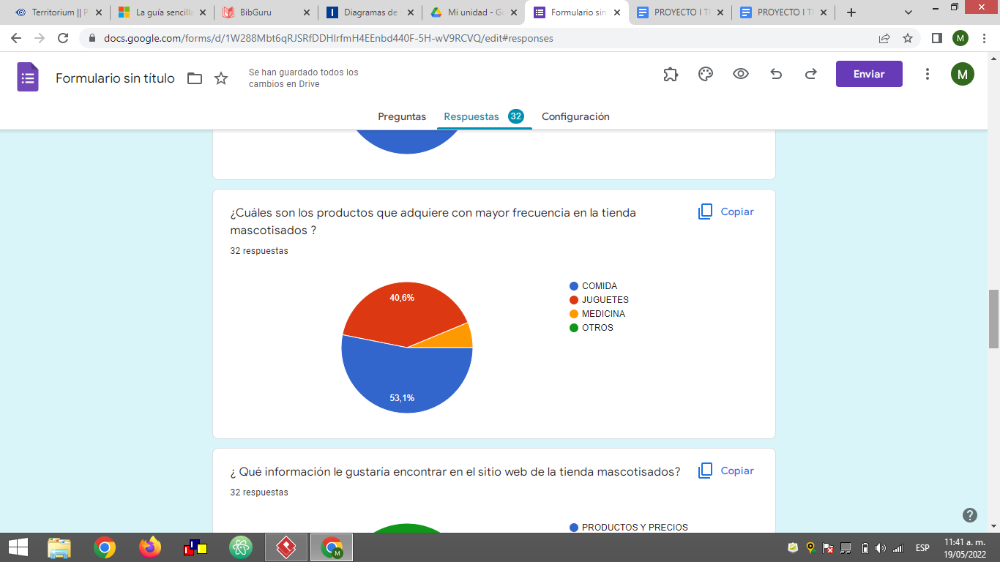 Territorium || P
La guía sencilla
BibGuru
Diagramas de
Mi unidad - Go
Formulario sin
PROYECTO I TI
PROYECTO I TI
docs.google.com/forms/d/1W288Mbt6qRJSRfDDHIrfmH4EEnbd440F-5H-wV9RCVQ/edit#responses
M
Formulario sin título
Se han guardado todos los
cambios en Drive
Enviar
M
Preguntas
Respuestas 32
Configuración
¿Cuáles son los productos que adquiere con mayor frecuencia en la tienda
mascotisados ?
Copiar
32 respuestas
40,6%
53,1%
COMIDA
JUGUETES
MEDICINA
OTROS
¿ Qué información le gustaria encontrar en el sitio web de la tienda mascotisados?
Copiar
32 respuestas
PRODUCTOS Y PRECIOS
ESP
11:41 a. m.
19/05/2022